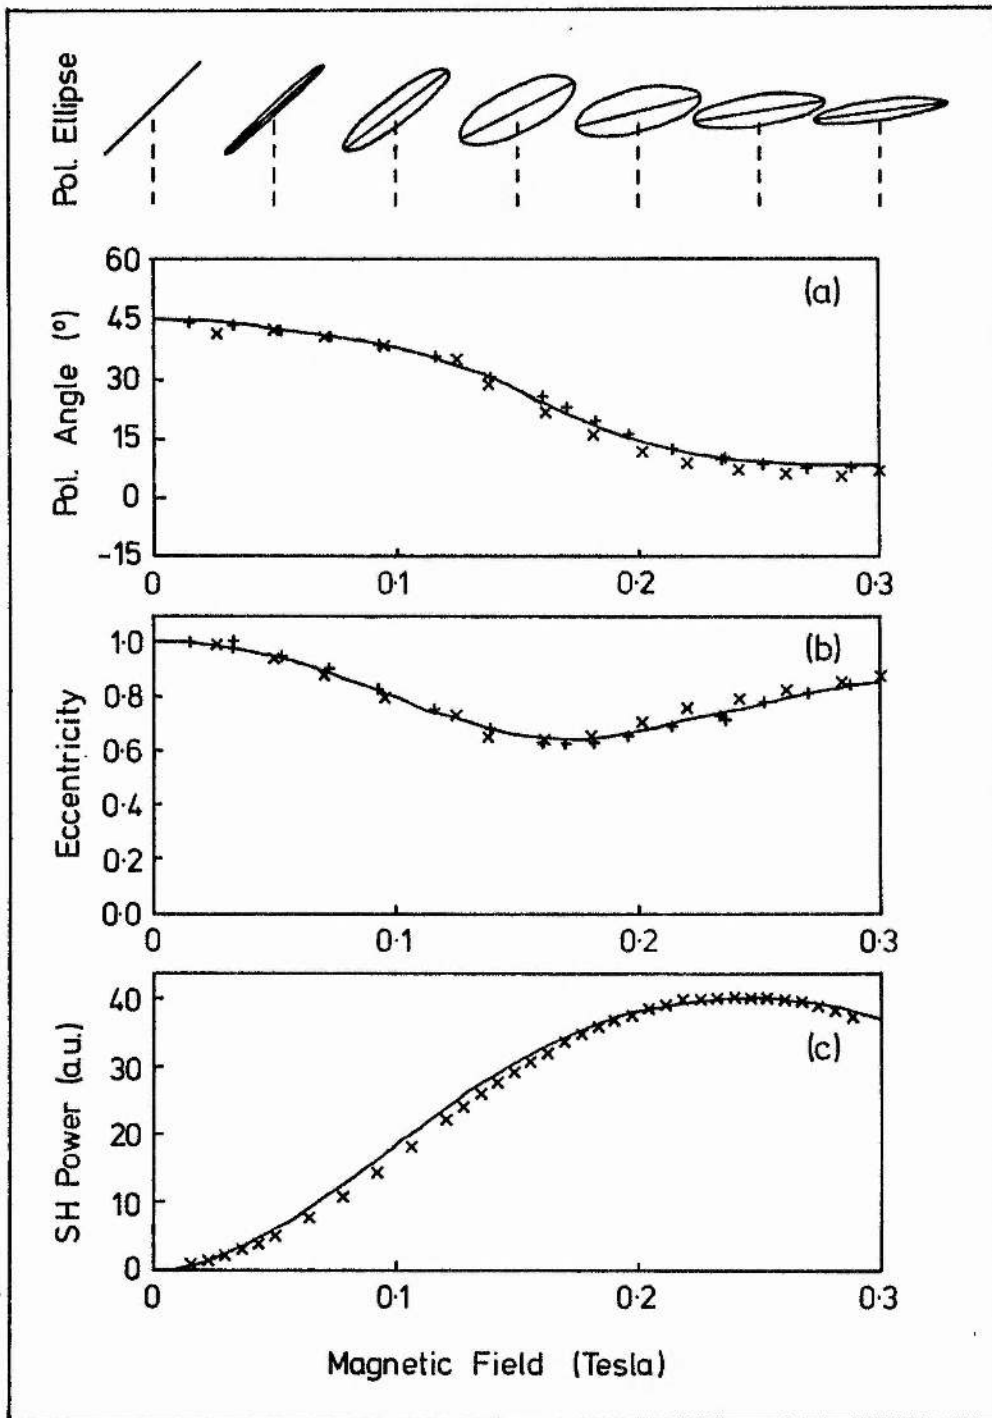 Pol. Ellipse
(a)
Pol. Angle (°)
60
45
30
15
0
-15
0 0·1 0·2 0·3
(b)
Eccentricity
1·0
0·8
0·6
0·4
0·2
0·0
0 0·1 0·2 0·3
(c)
SH Power (a.u.)
40
30
20
10
0
0 0·1 0·2 0·3
Magnetic Field (Tesla)